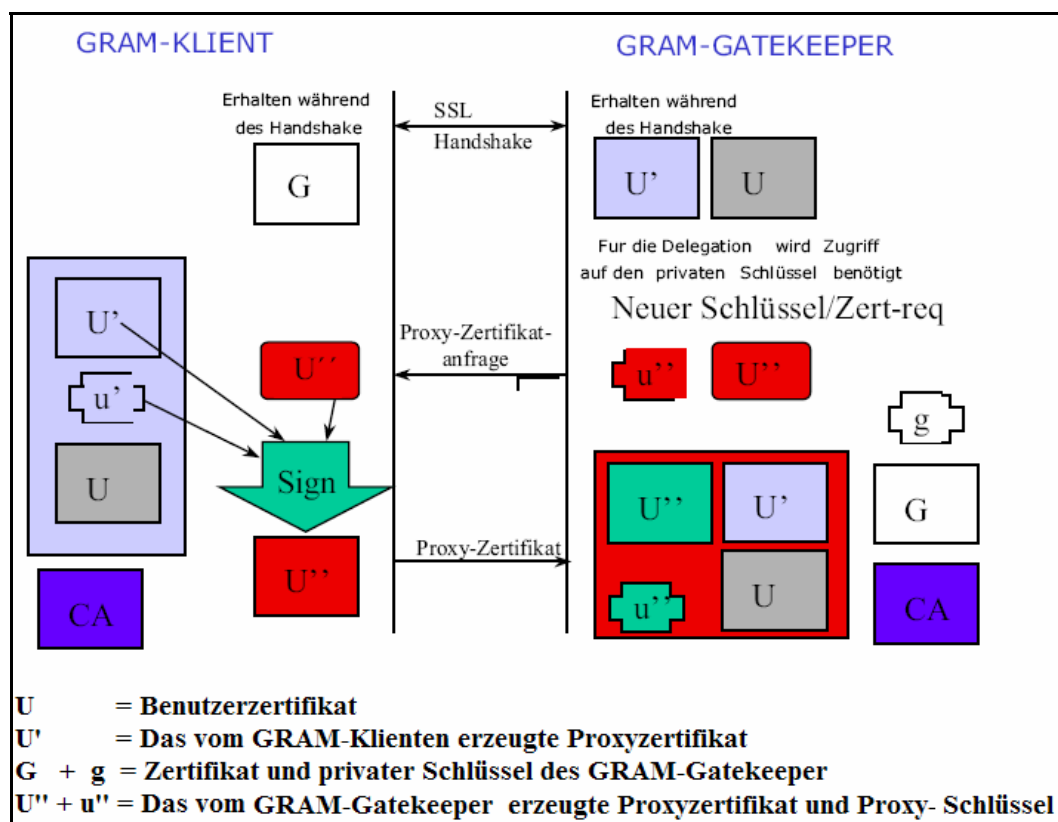 GRAM-KLIENT
GRAM-GATEKEEPER
Erhalten während
des Handshake
G
SSL
Handshake
Erhalten während
des Handshake
U'
U
Fur die Delegation wird Zugriff
auf den privaten Schlüssel benötigt
Neuer Schlüssel/Zert-req
U’
u’
U
CA
U´´
Sign
U’’
Proxy-Zertifikat-
anfrage
Proxy-Zertifikat
u’’
U’’
g
U’’
U’
u’’
U
G
CA
U = Benutzerzertifikat
U' = Das vom GRAM-Klienten erzeugte Proxyzertifikat
G + g = Zertifikat und privater Schlüssel des GRAM-Gatekeeper
U" + u" = Das vom GRAM-Gatekeeper erzeugte Proxyzertifikat und Proxy- Schlüssel